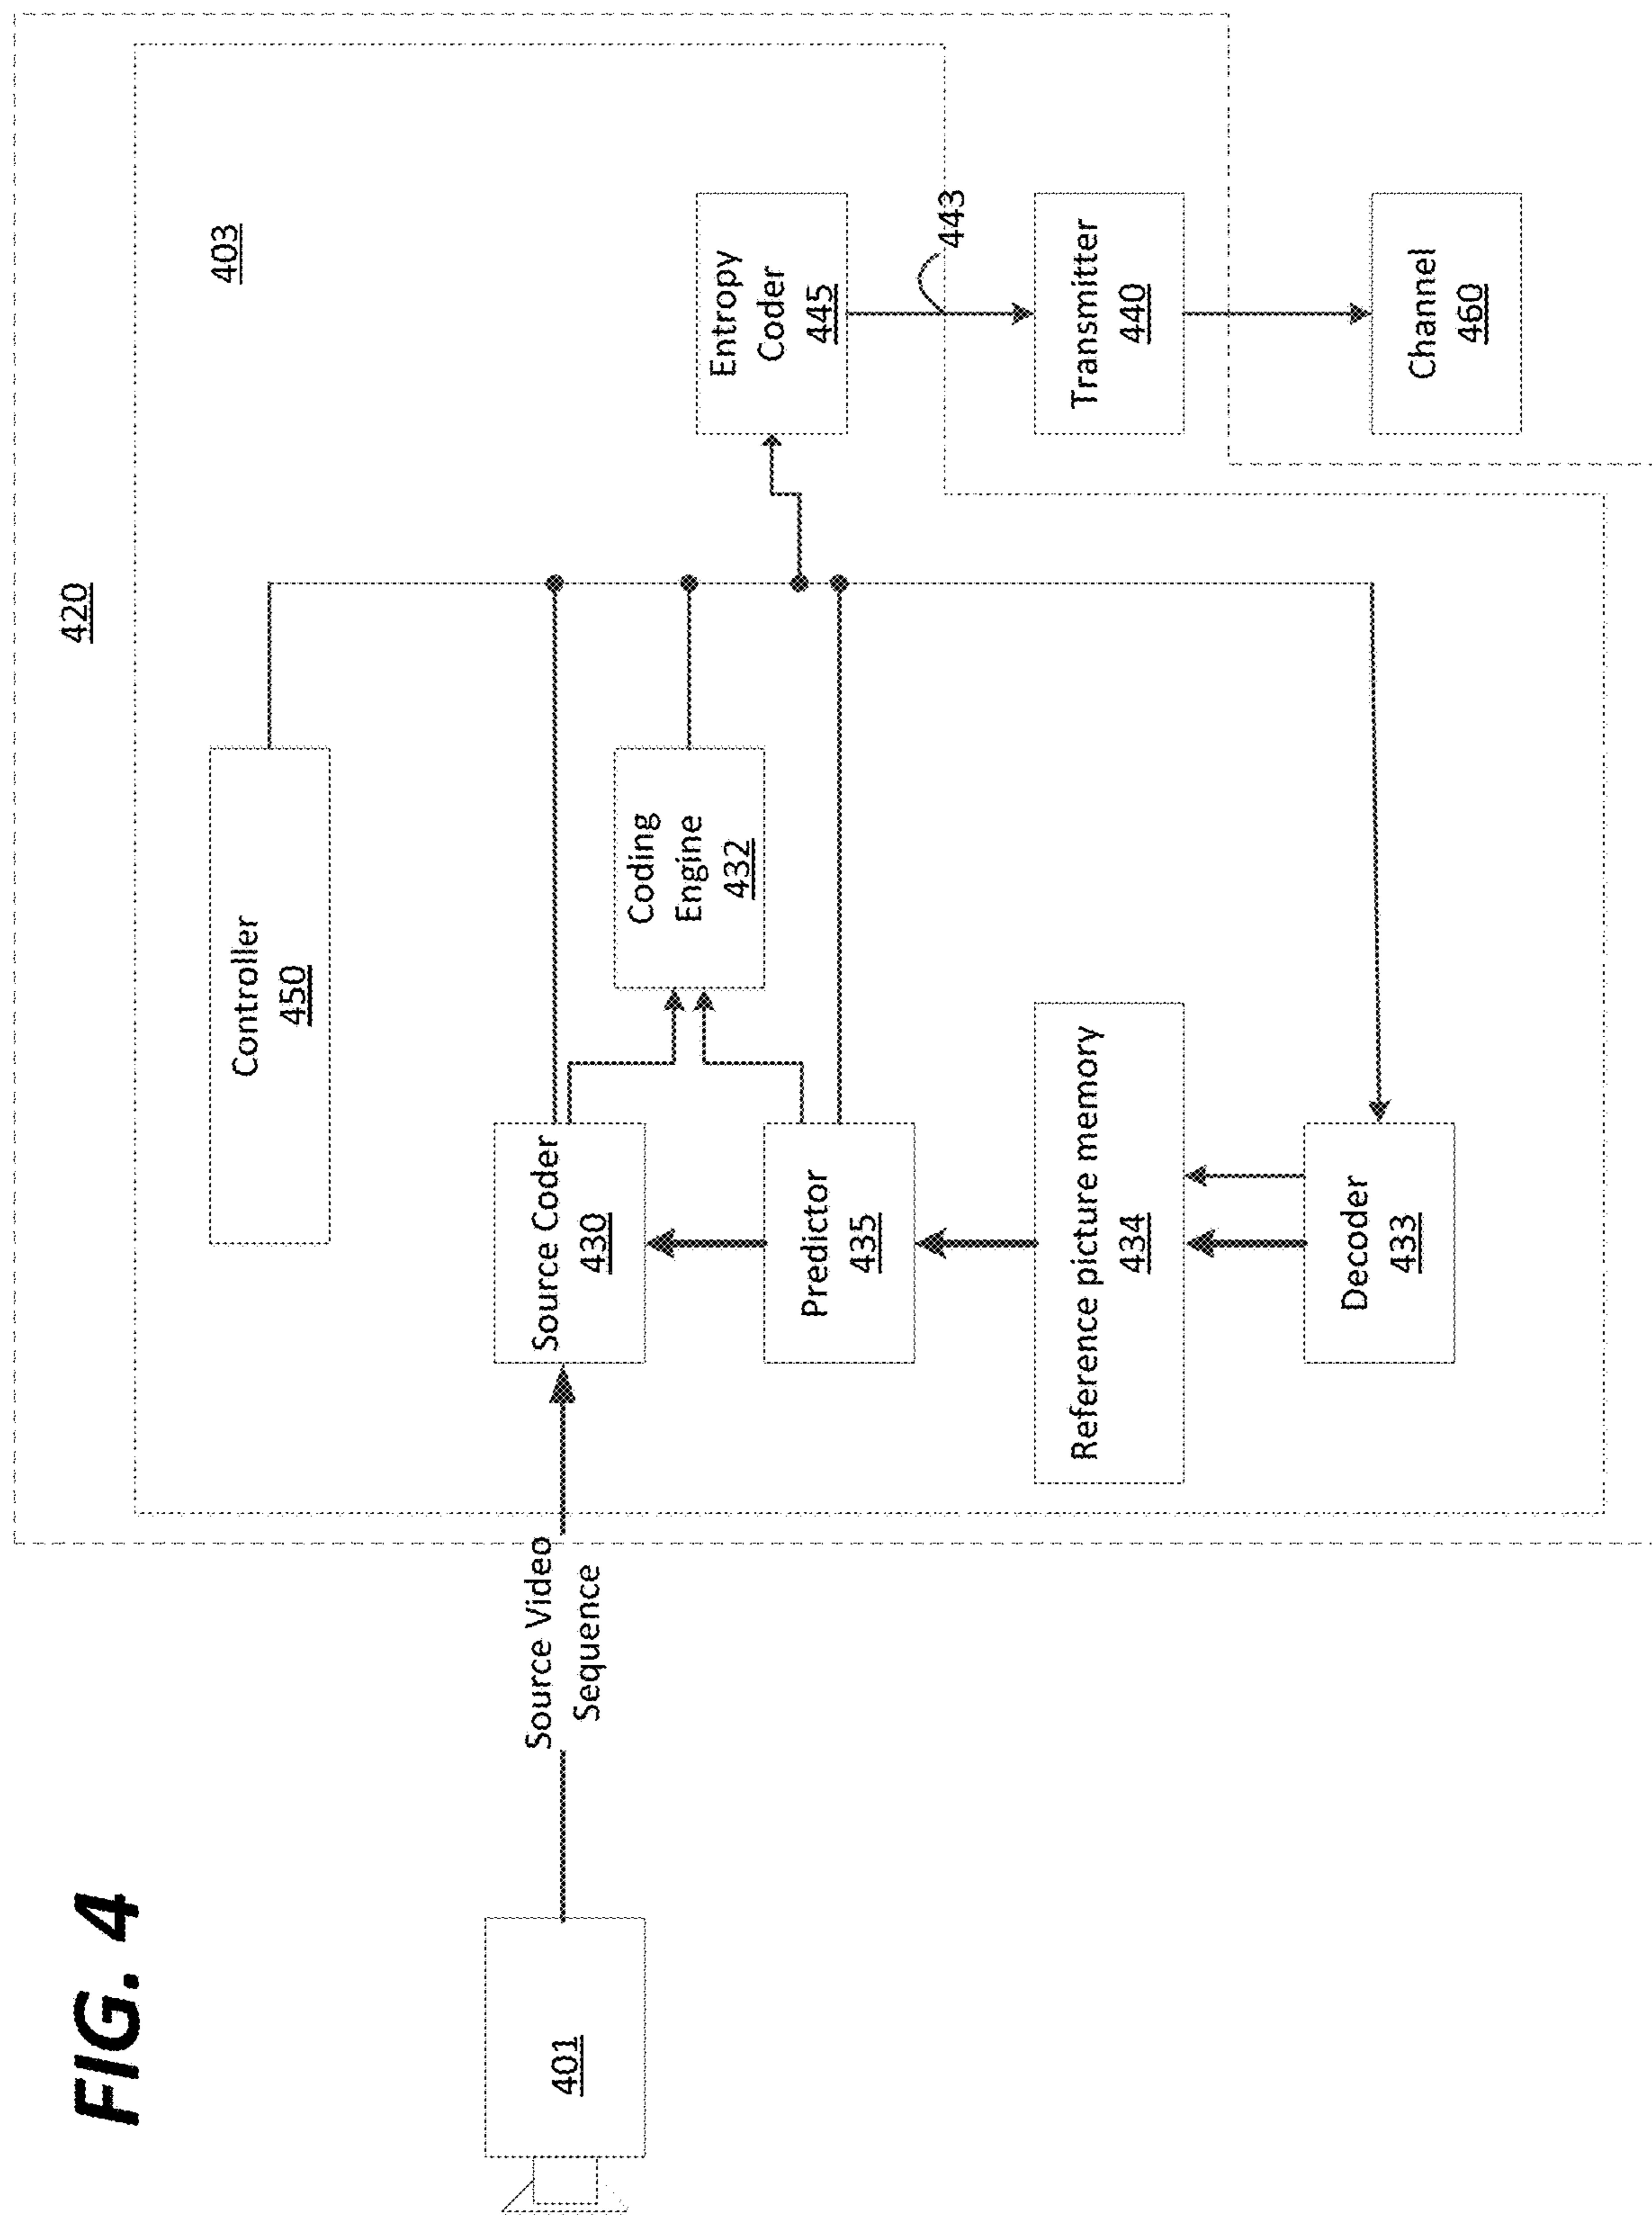 FIG. 4
420
403
Controller
450
401
Source Video
Sequence
Source Coder
430
Coding
Engine
432
Entropy
Coder
445
443
Predictor
435
Reference picture memory
434
Transmitter
440
Decoder
433
Channel
460